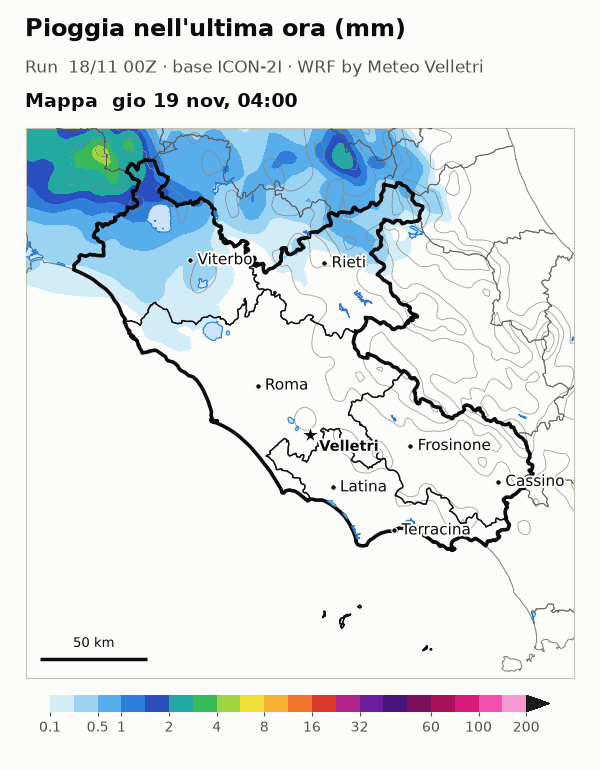 Pioggia nell'ultima ora (mm)
Run  18/11 00Z · base ICON-2I · WRF by Meteo Velletri
Mappa  gio 19 nov, 04:00
Viterbo
Rieti
Roma
Velletri
Frosinone
Cassino
Latina
Terracina
50 km
0.1 0.5 1 2 4 8 16 32 60 100 200